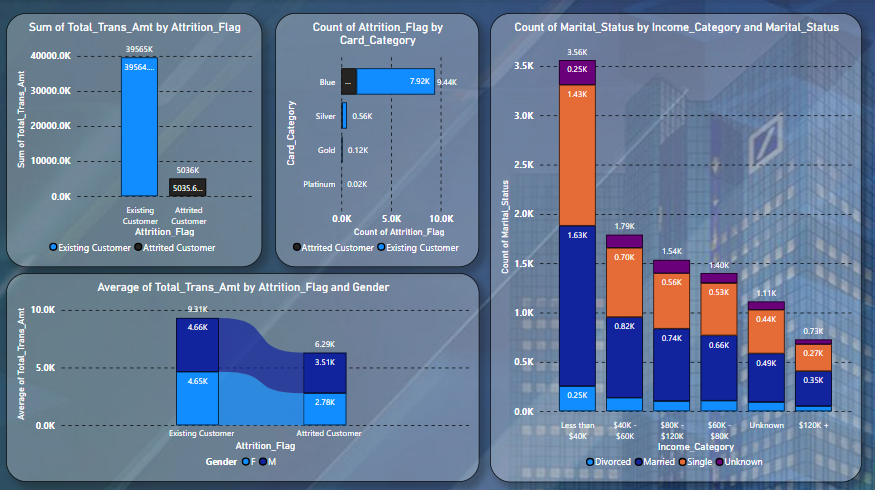 Sum of Total_Trans_Amt by Attrition_Flag
Sum of Total_Trans_Amt
40000.0K
30000.0K
20000.0K
10000.0K
0.0K
39565K
39564....
5036K
5035.6...
Existing
Customer
Attrited
Customer
Attrition_Flag
Existing Customer
Attrited Customer
Count of Attrition_Flag by
Card_Category
Card_Category
Blue
Silver
Gold
Platinum
...
7.92K
9.44K
0.56K
0.12K
0.02K
0.0K
5.0K
10.0K
Count of Attrition_Flag
Attrited Customer
Existing Customer
Count of Marital_Status by Income_Category and Marital_Status
Count of Marital_Status
3.5K
3.0K
2.5K
2.0K
1.5K
1.0K
0.5K
0.0K
3.56K
0.25K
1.43K
1.63K
0.25K
1.79K
0.70K
0.82K
1.54K
0.56K
0.74K
1.40K
0.53K
0.66K
1.11K
0.44K
0.49K
0.73K
0.27K
0.35K
Less than
$40K
$40K -
$60K
$80K -
$120K
$60K -
$80K
Unknown
$120K +
Income_Category
Divorced
Married
Single
Unknown
Average of Total_Trans_Amt by Attrition_Flag and Gender
Average of Total_Trans_Amt
10.0K
5.0K
0.0K
9.31K
4.66K
4.65K
6.29K
3.51K
2.78K
Existing Customer
Attrited Customer
Attrition_Flag
Gender
F
M